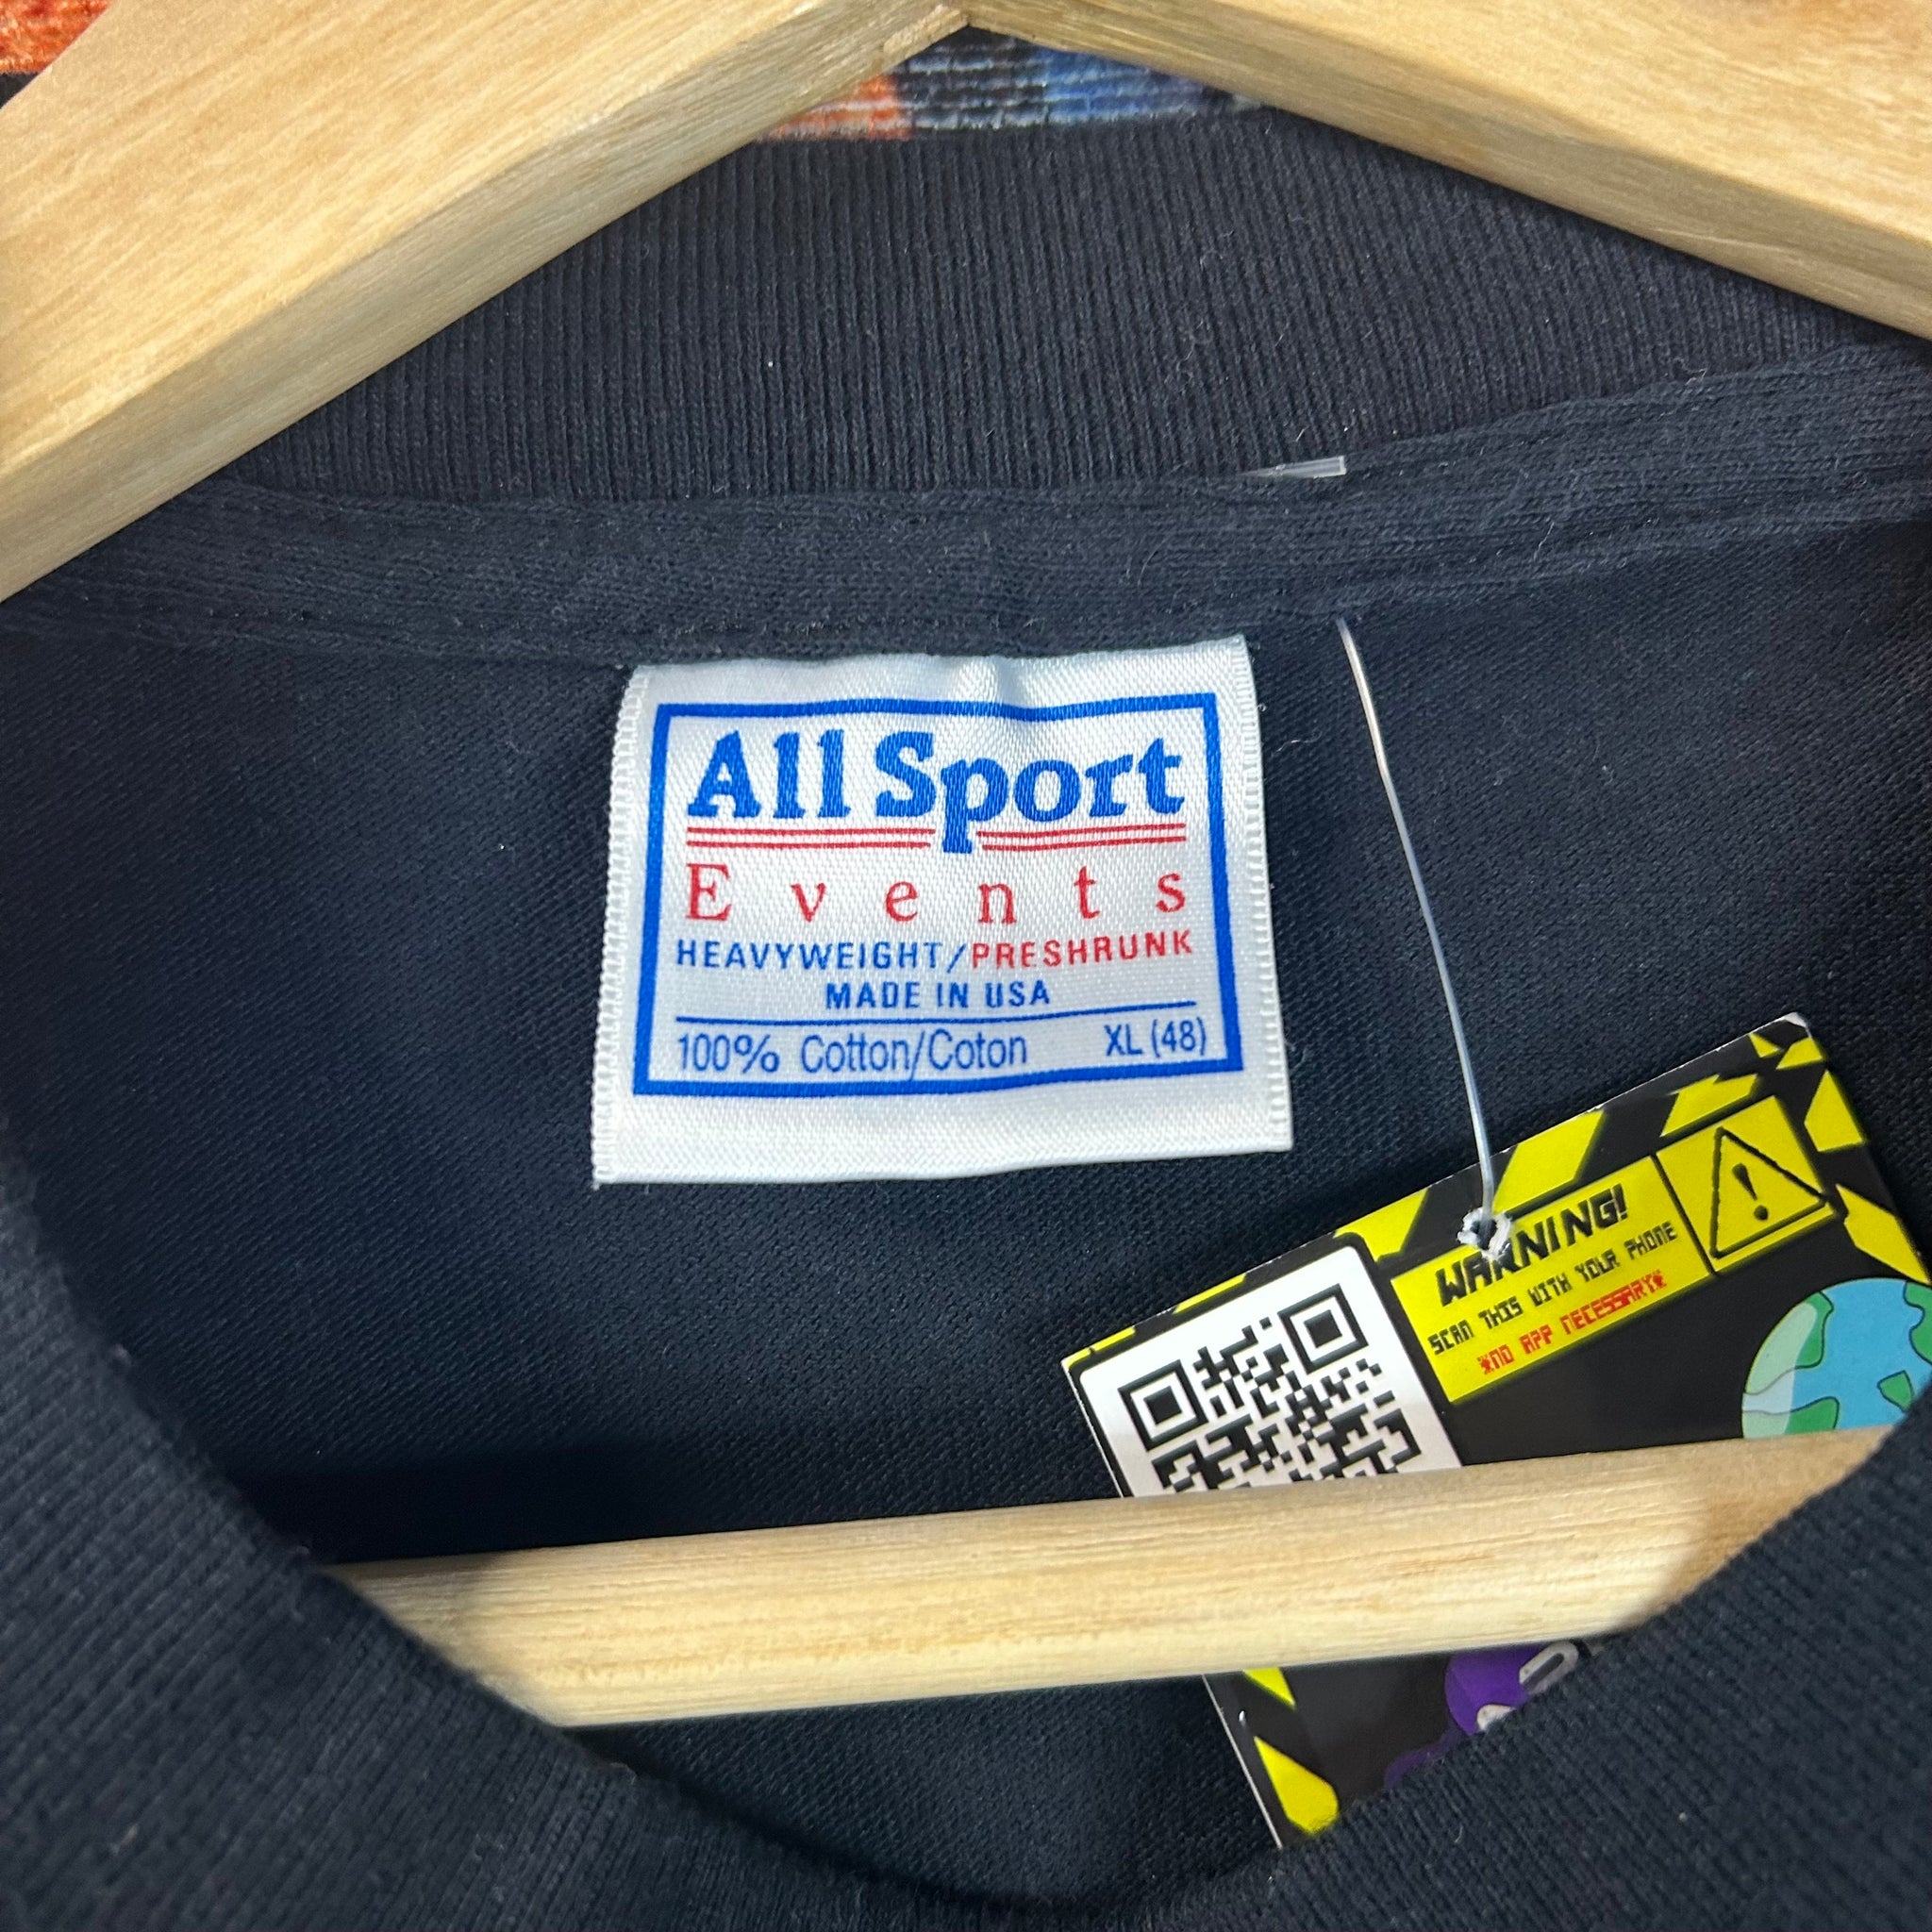 All Sport
Events
HEAVYWEIGHT/PRESHRUNK
MADE IN USA
100% Cotton/Coton XL (48)
WARNING!
SCAN THIS WITH YOUR PHONE
*NO APP NECESSARY*